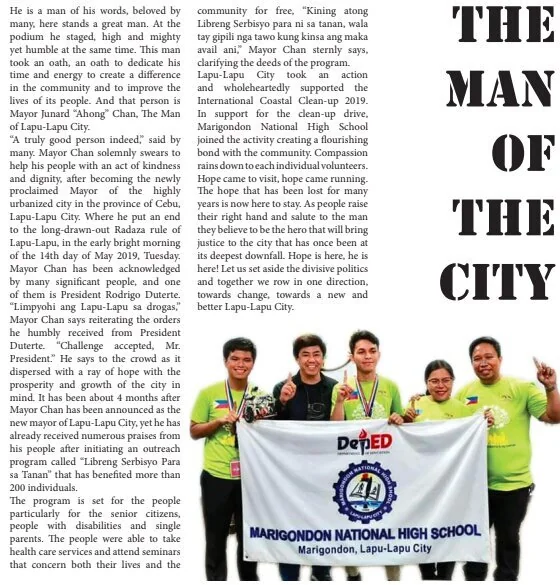 He is a man of his words, beloved by
many, here stands a great man. At the
podium he staged, high and mighty
yet humble at the same time. This man
took an oath, an oath to dedicate his
time and energy to create a difference
in the community and to improve the
lives of its people. And that person is
Mayor Junard “Ahong” Chan, The Man
of Lapu-Lapu City.
“A truly good person indeed,” said by
many. Mayor Chan solemnly swears to
help his people with an act of kindness
and dignity, after becoming the newly
proclaimed Mayor of the highly
urbanized city in the province of Cebu,
Lapu-Lapu City. Where he put an end
to the long-drawn-out Radaza rule of
Lapu-Lapu, in the early bright morning
of the 14th day of May 2019, Tuesday.
Mayor Chan has been acknowledged
by many significant people, and one
of them is President Rodrigo Duterte.
“Limpyohi ang Lapu-Lapu sa drogas,”
Mayor Chan says reiterating the orders
he humbly received from President
Duterte. “Challenge accepted, Mr.
President.” He says to the crowd as it
dispersed with a ray of hope with the
prosperity and growth of the city in
mind. It has been about 4 months after
Mayor Chan has been announced as the
new mayor of Lapu-Lapu City, yet he has
already received numerous praises from
his people after initiating an outreach
program called “Libreng Serbisyo Para
sa Tanan” that has benefited more than
200 individuals.
The program is set for the people
particularly for the senior citizens,
people with disabilities and single
parents. The people were able to take
health care services and attend seminars
that concern both their lives and the
community for free, “Kining atong
Libreng Serbisyo para ni sa tanan, wala
tay gipili nga tawo kung kinsa ang maka
avail ani,” Mayor Chan sternly says,
clarifying the deeds of the program.
Lapu-Lapu City took an action
and wholeheartedly supported the
International Coastal Clean-up 2019.
In support for the clean-up drive,
Marigondon National High School
joined the activity creating a flourishing
bond with the community. Compassion
rains down to each individual volunteers.
Hope came to visit, hope came running.
The hope that has been lost for many
years is now here to stay. As people raise
their right hand and salute to the man
they believe to be the hero that will bring
justice to the city that has once been at
its deepest downfall. Hope is here, he is
here! Let us set aside the divisive politics
and together we row in one direction,
towards change, towards a new and
better Lapu-Lapu City.
THE
MAN
OF
THE
CITY
DepED
DEPARTMENT OF EDUCATION
MARIGONDON NATIONAL HIGH SCHOOL
LAPU-LAPU CITY
MARIGONDON NATIONAL HIGH SCHOOL
Marigondon, Lapu-Lapu City